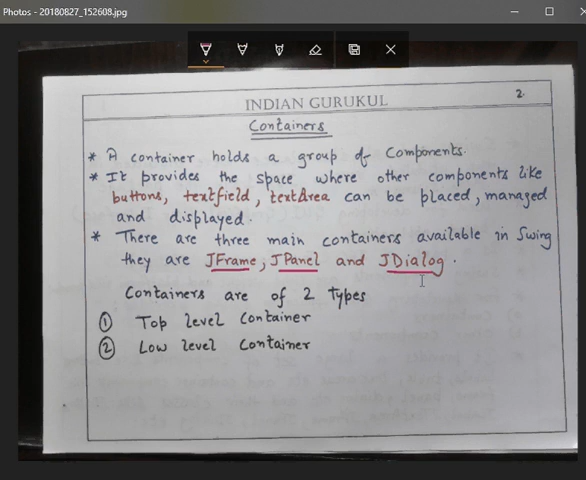 Photos - 20180827_152608.jpg
INDIAN GURUKUL
2
Containers
* A container holds a group of Components.
* It provides the space where other components like
buttons, textfield, textArea can be placed, managed
and displayed.
* There are three main containers available in Swing
they are JFrame, JPanel and JDialog.
Containers are of 2 Types
① Top level Container
② Low level Container